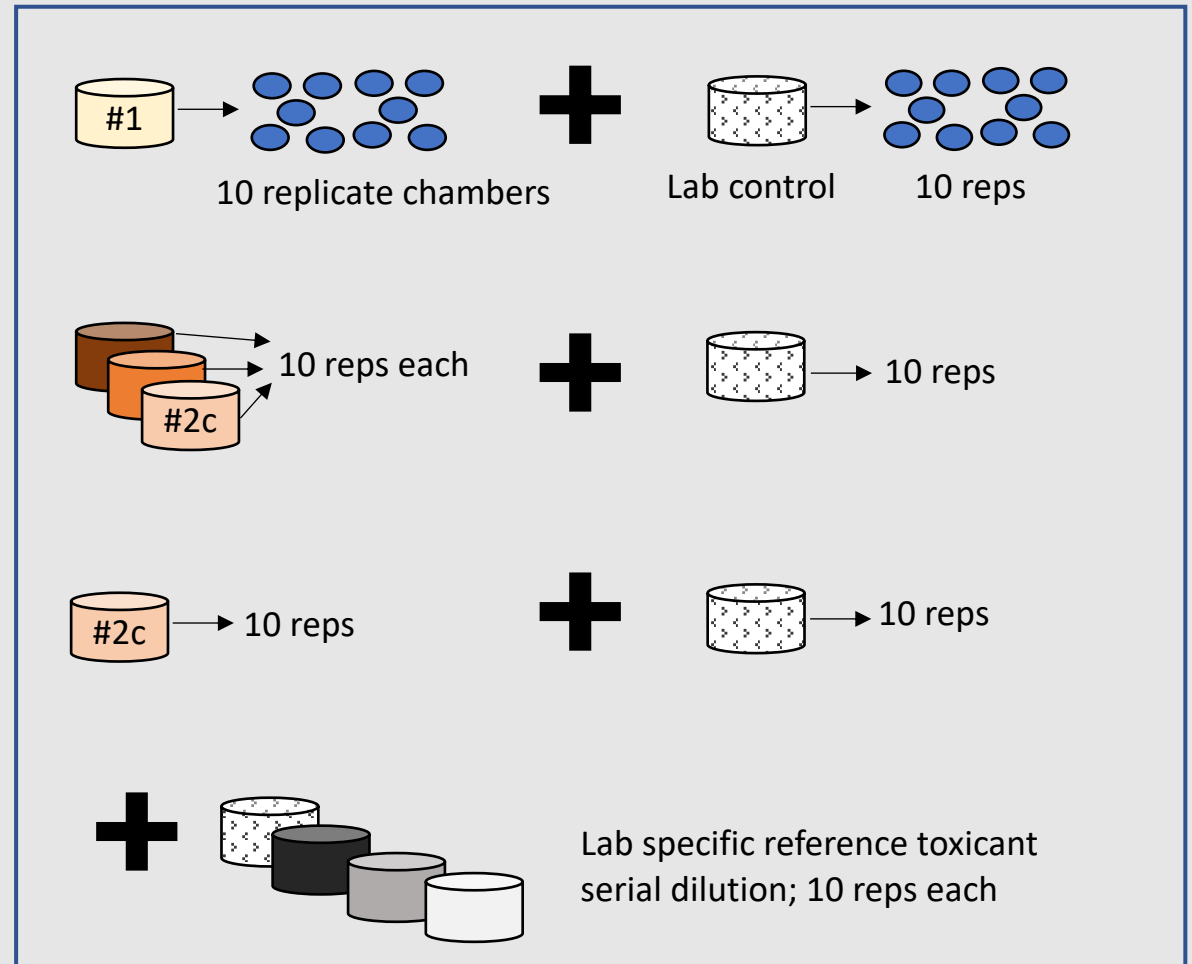 #1
10 replicate chambers
Lab control
10 reps
#2c
10 reps each
10 reps
#2c
10 reps
10 reps
Lab specific reference toxicant
serial dilution; 10 reps each